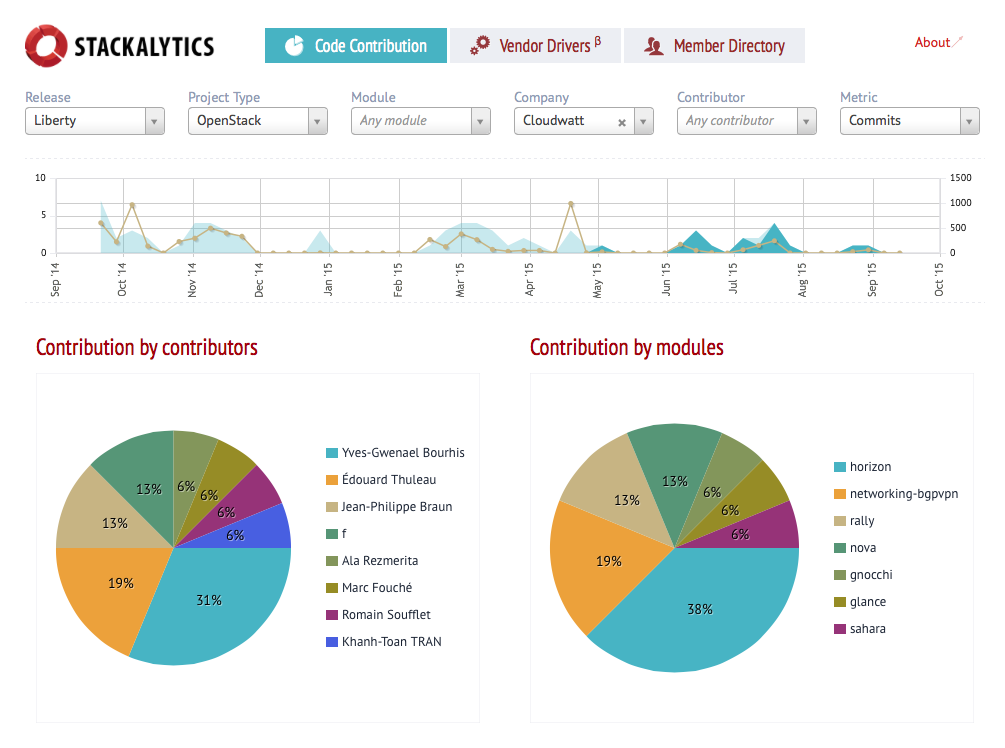 STACKALYTICS
Code Contribution
Vendor Drivers β
Member Directory
About
Release
Project Type
Module
Company
Contributor
Metric
Liberty
OpenStack
Any module
Cloudwatt
Any contributor
Commits
10
5
0
1500
1000
500
0
Sep '14
Oct '14
Nov '14
Dec '14
Jan '15
Feb '15
Mar '15
Apr '15
May '15
Jun '15
Jul '15
Aug '15
Sep '15
Oct '15
Contribution by contributors
13%
6%
6%
6%
6%
13%
19%
31%
Yves-Gwenael Bourhis
Édouard Thuleau
Jean-Philippe Braun
f
Ala Rezmerita
Marc Fouché
Romain Soufflet
Khanh-Toan TRAN
Contribution by modules
13%
6%
6%
6%
13%
19%
38%
horizon
networking-bgpvpn
rally
nova
gnocchi
glance
sahara